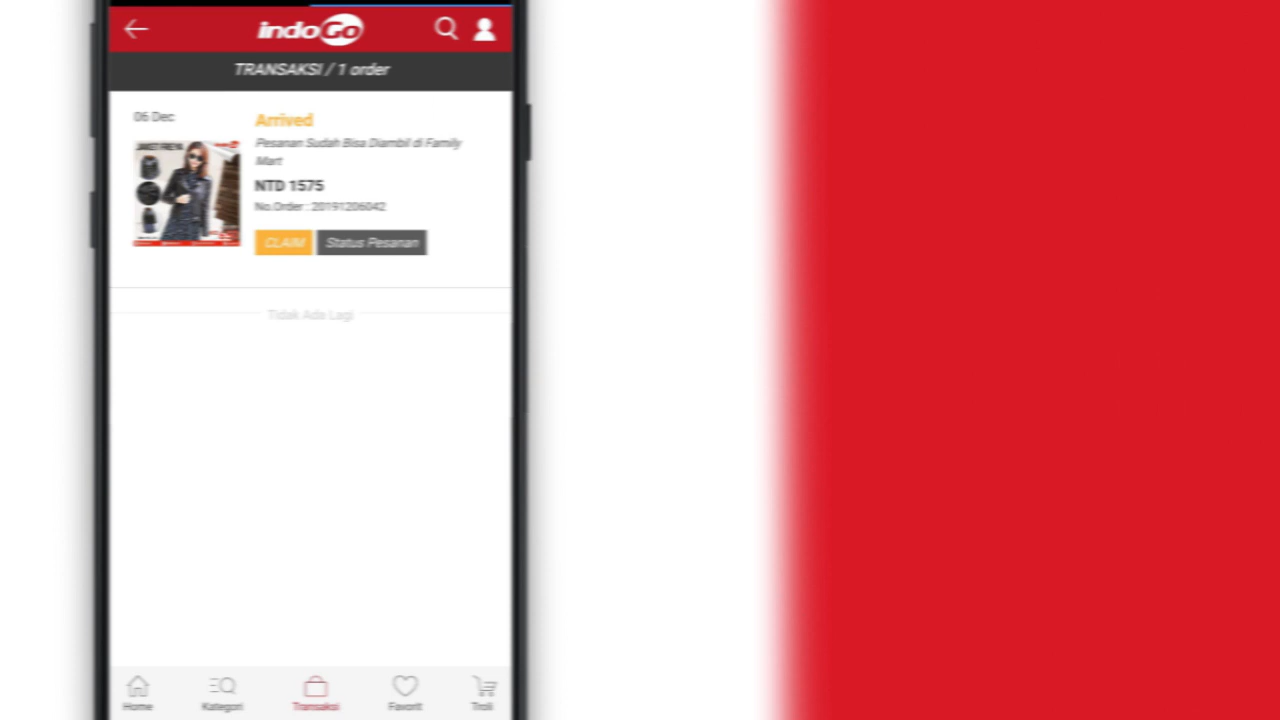 indoGo
TRANSAKSI / 1 order
06 Dec
Arrived
Pesanan Sudah Bisa Diambil di Family
Mart
NTD 1575
No.Order : 20191206042
CLAIM
Status Pesanan
Tidak Ada Lagi
Home
Kategori
Transaksi
Favorit
Troli